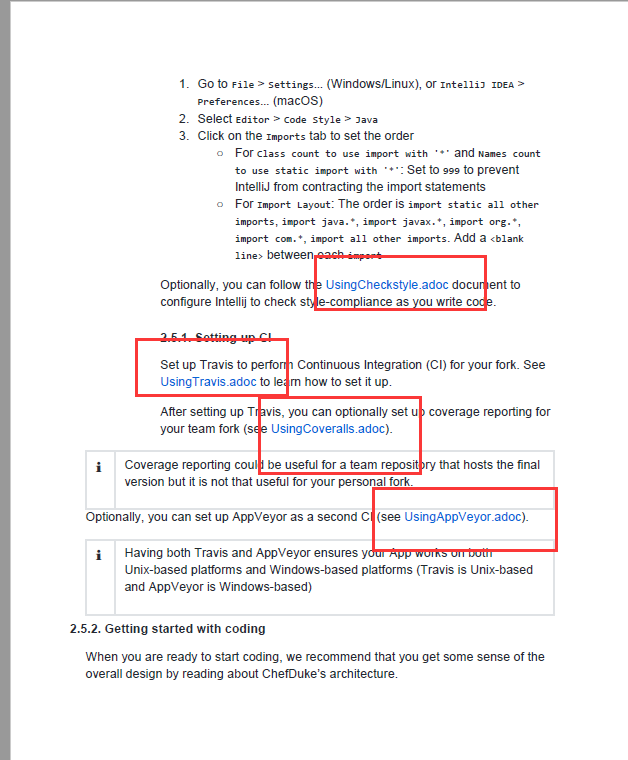 1. Go to File > Settings… (Windows/Linux), or IntelliJ IDEA >
Preferences… (macOS)
2. Select Editor > Code Style > Java
3. Click on the Imports tab to set the order
○ For Class count to use import with '*' and Names count
to use static import with '*': Set to 999 to prevent
IntelliJ from contracting the import statements
○ For Import Layout: The order is import static all other
imports, import java.*, import javax.*, import org.*,
import com.*, import all other imports. Add a <blank
line> between each import
Optionally, you can follow the UsingCheckstyle.adoc document to
configure Intellij to check style-compliance as you write code.
2.5.1. Setting up CI
Set up Travis to perform Continuous Integration (CI) for your fork. See
UsingTravis.adoc to learn how to set it up.
After setting up Travis, you can optionally set up coverage reporting for
your team fork (see UsingCoveralls.adoc).
i Coverage reporting could be useful for a team repository that hosts the final
version but it is not that useful for your personal fork.
Optionally, you can set up AppVeyor as a second CI (see UsingAppVeyor.adoc).
i Having both Travis and AppVeyor ensures your App works on both
Unix-based platforms and Windows-based platforms (Travis is Unix-based
and AppVeyor is Windows-based)
2.5.2. Getting started with coding
When you are ready to start coding, we recommend that you get some sense of the
overall design by reading about ChefDuke's architecture.